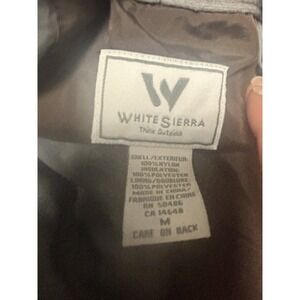 WHITE SIERRA
Think Outside
SHELL/EXTERIEUR:
100%NYLON
INSULATION:
100%POLYESTER
LINING/DOUBLURE
100%POLYESTER
MADE IN CHINA/
FABRIQUE EN CHINE
RN 50486
CA 14648
M
CARE ON BACK